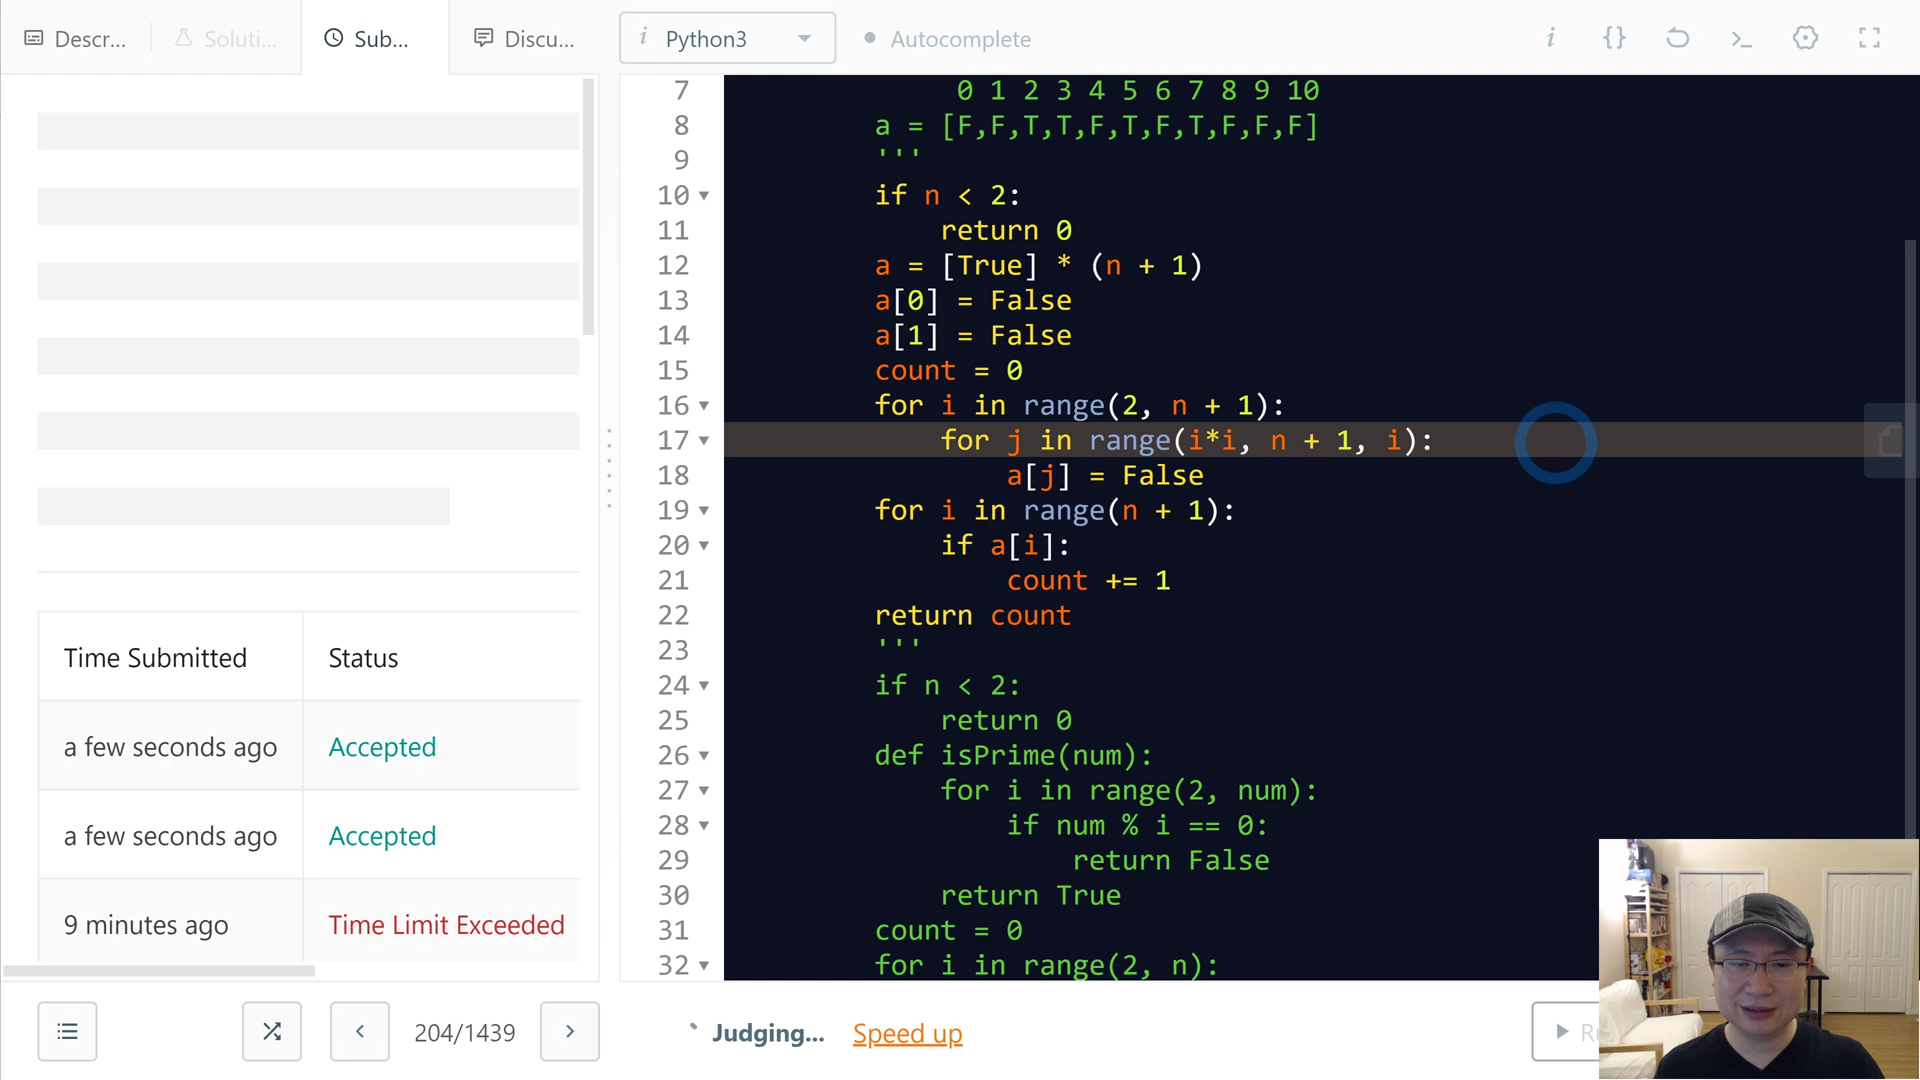 Descr...
Soluti...
Sub...
Discu...
i Python3
Autocomplete
i {} >_
7 0 1 2 3 4 5 6 7 8 9 10
8 a = [F,F,T,T,F,T,F,T,F,F,F]
9 '''
10 if n < 2:
11 return 0
12 a = [True] * (n + 1)
13 a[0] = False
14 a[1] = False
15 count = 0
16 for i in range(2, n + 1):
17 for j in range(i*i, n + 1, i):
18 a[j] = False
19 for i in range(n + 1):
20 if a[i]:
21 count += 1
22 return count
23 '''
24 if n < 2:
25 return 0
26 def isPrime(num):
27 for i in range(2, num):
28 if num % i == 0:
29 return False
30 return True
31 count = 0
32 for i in range(2, n):
Time Submitted Status
a few seconds ago Accepted
a few seconds ago Accepted
9 minutes ago Time Limit Exceeded
< 204/1439 >
Judging... Speed up